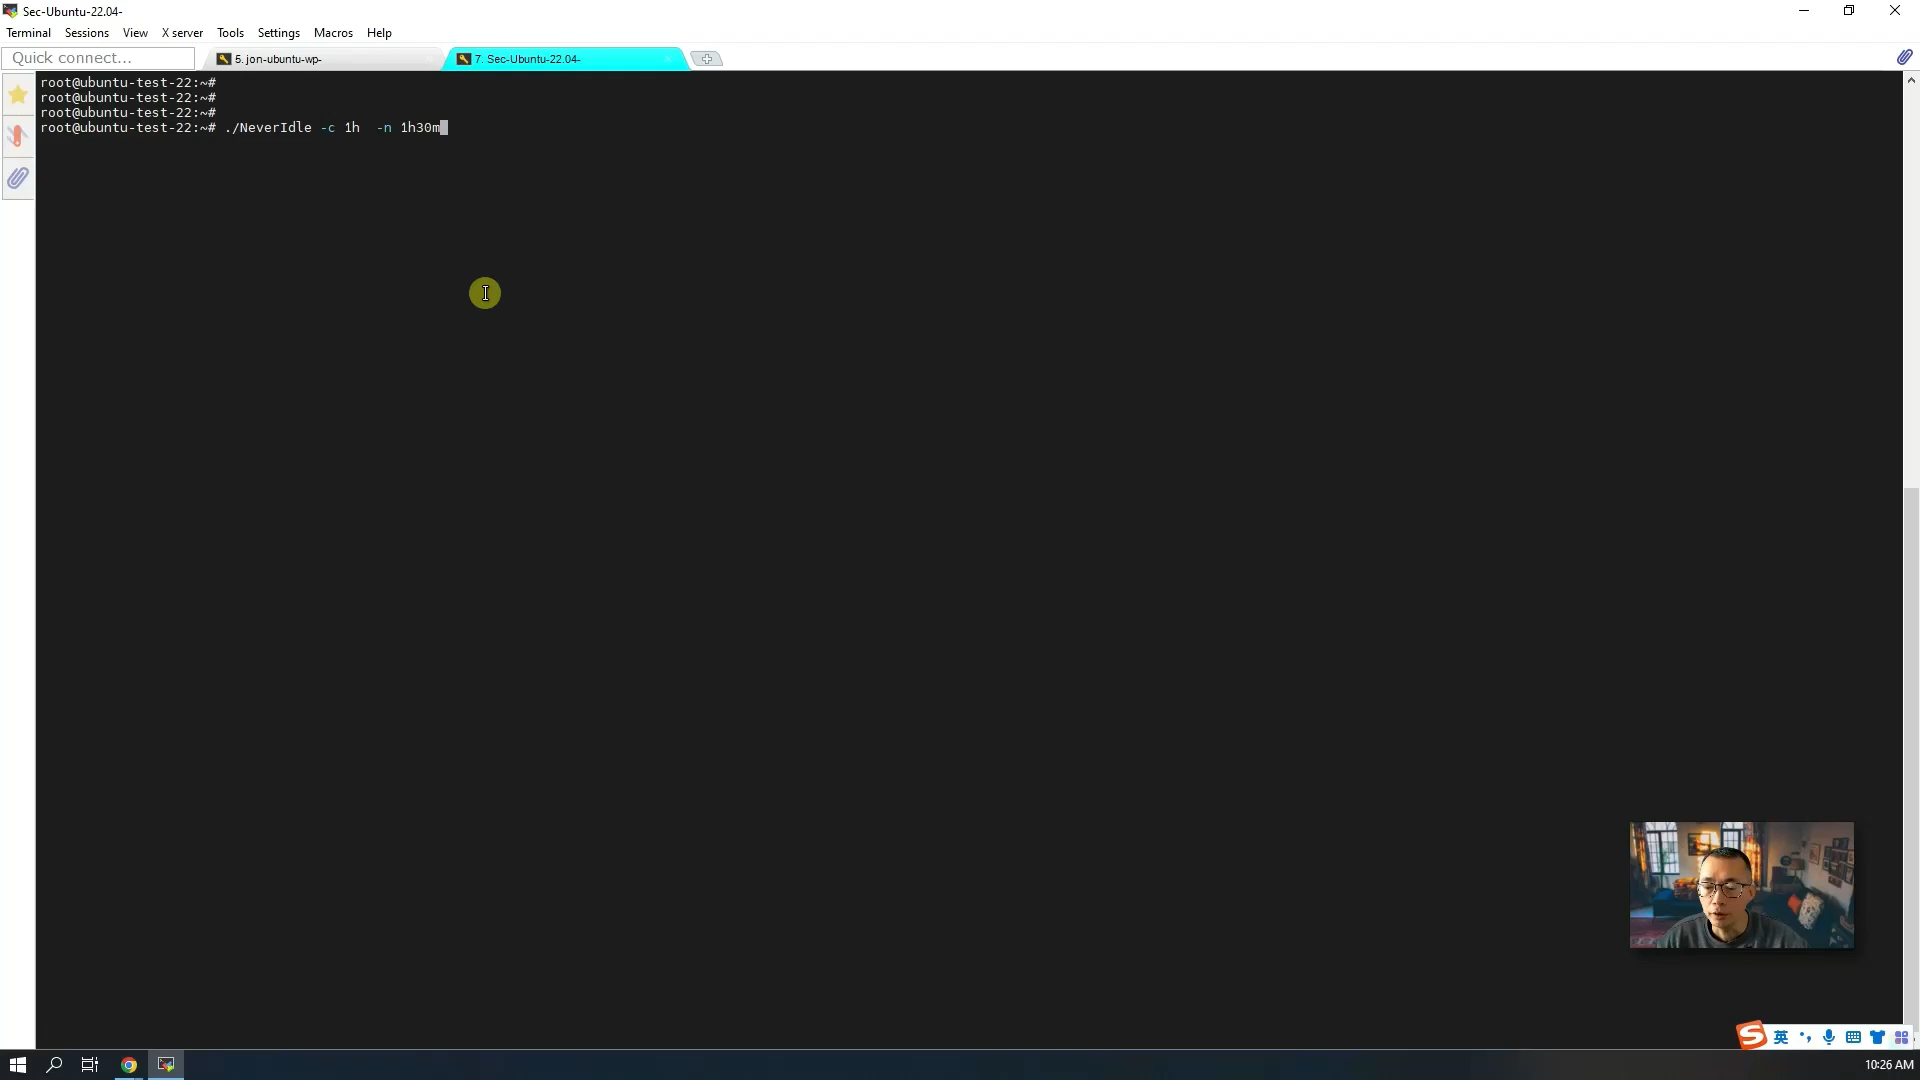 Sec-Ubuntu-22.04-
Terminal Sessions View X server Tools Settings Macros Help
Quick connect...
5. jon-ubuntu-wp-
7. Sec-Ubuntu-22.04-
root@ubuntu-test-22:~#
root@ubuntu-test-22:~#
root@ubuntu-test-22:~#
root@ubuntu-test-22:~# ./NeverIdle -c 1h  -n 1h30m
S 英
10:26 AM